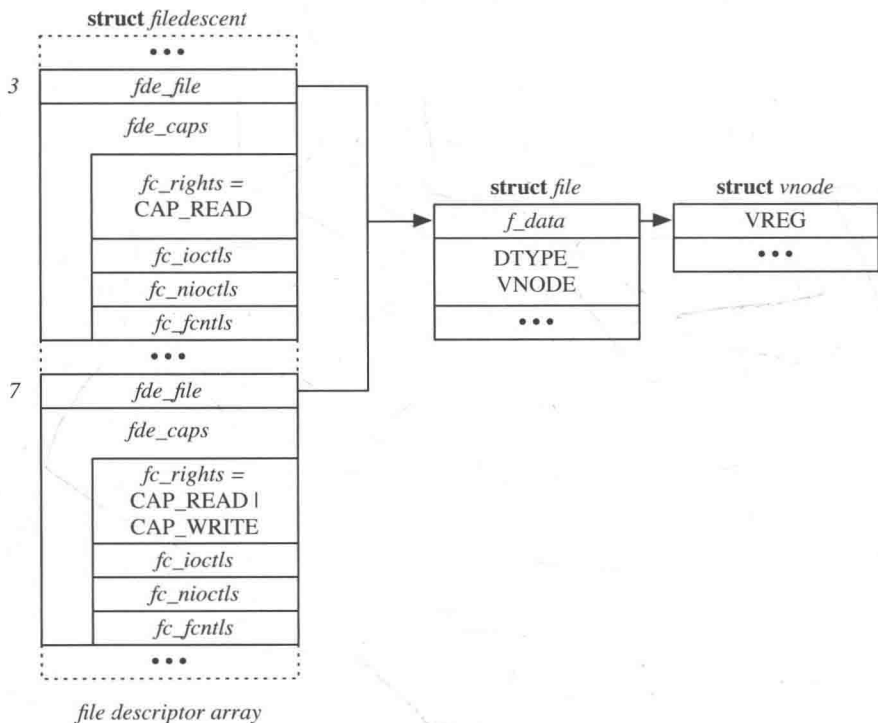 struct filedescent
•••
3
fde_file
fde_caps
fc_rights =
CAP_READ
fc_ioctls
fc_nioctls
fc_fcntls
•••
7
fde_file
fde_caps
fc_rights =
CAP_READ |
CAP_WRITE
fc_ioctls
fc_nioctls
fc_fcntls
•••
file descriptor array
struct file
f_data
DTYPE_
VNODE
•••
struct vnode
VREG
•••